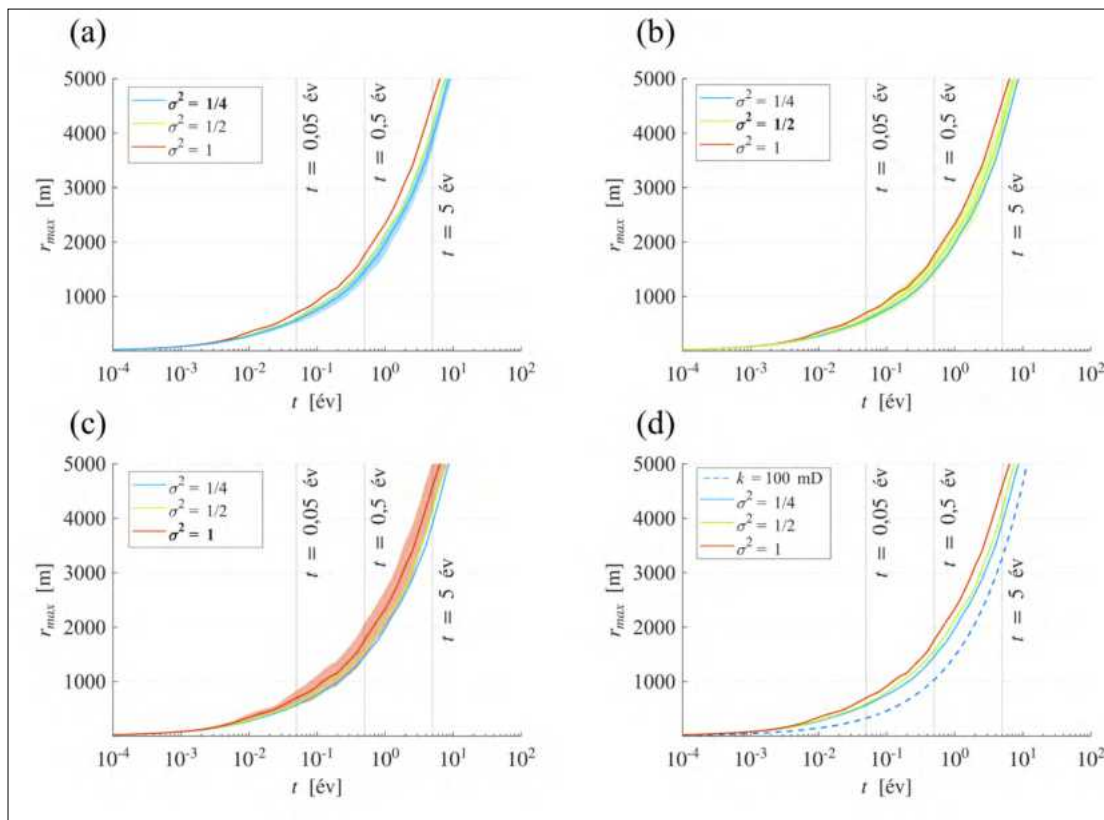 (a)
5000
4000
3000
2000
1000
r_max [m]
σ² = 1/4
σ² = 1/2
σ² = 1
t = 0,05 év
t = 0,5 év
t = 5 év
10⁻⁴ 10⁻³ 10⁻² 10⁻¹ 10⁰ 10¹ 10²
t [év]
(b)
5000
4000
3000
2000
1000
r_max [m]
σ² = 1/4
σ² = 1/2
σ² = 1
t = 0,05 év
t = 0,5 év
t = 5 év
10⁻⁴ 10⁻³ 10⁻² 10⁻¹ 10⁰ 10¹ 10²
t [év]
(c)
5000
4000
3000
2000
1000
r_max [m]
σ² = 1/4
σ² = 1/2
σ² = 1
t = 0,05 év
t = 0,5 év
t = 5 év
10⁻⁴ 10⁻³ 10⁻² 10⁻¹ 10⁰ 10¹ 10²
t [év]
(d)
5000
4000
3000
2000
1000
r_max [m]
k = 100 mD
σ² = 1/4
σ² = 1/2
σ² = 1
t = 0,05 év
t = 0,5 év
t = 5 év
10⁻⁴ 10⁻³ 10⁻² 10⁻¹ 10⁰ 10¹ 10²
t [év]